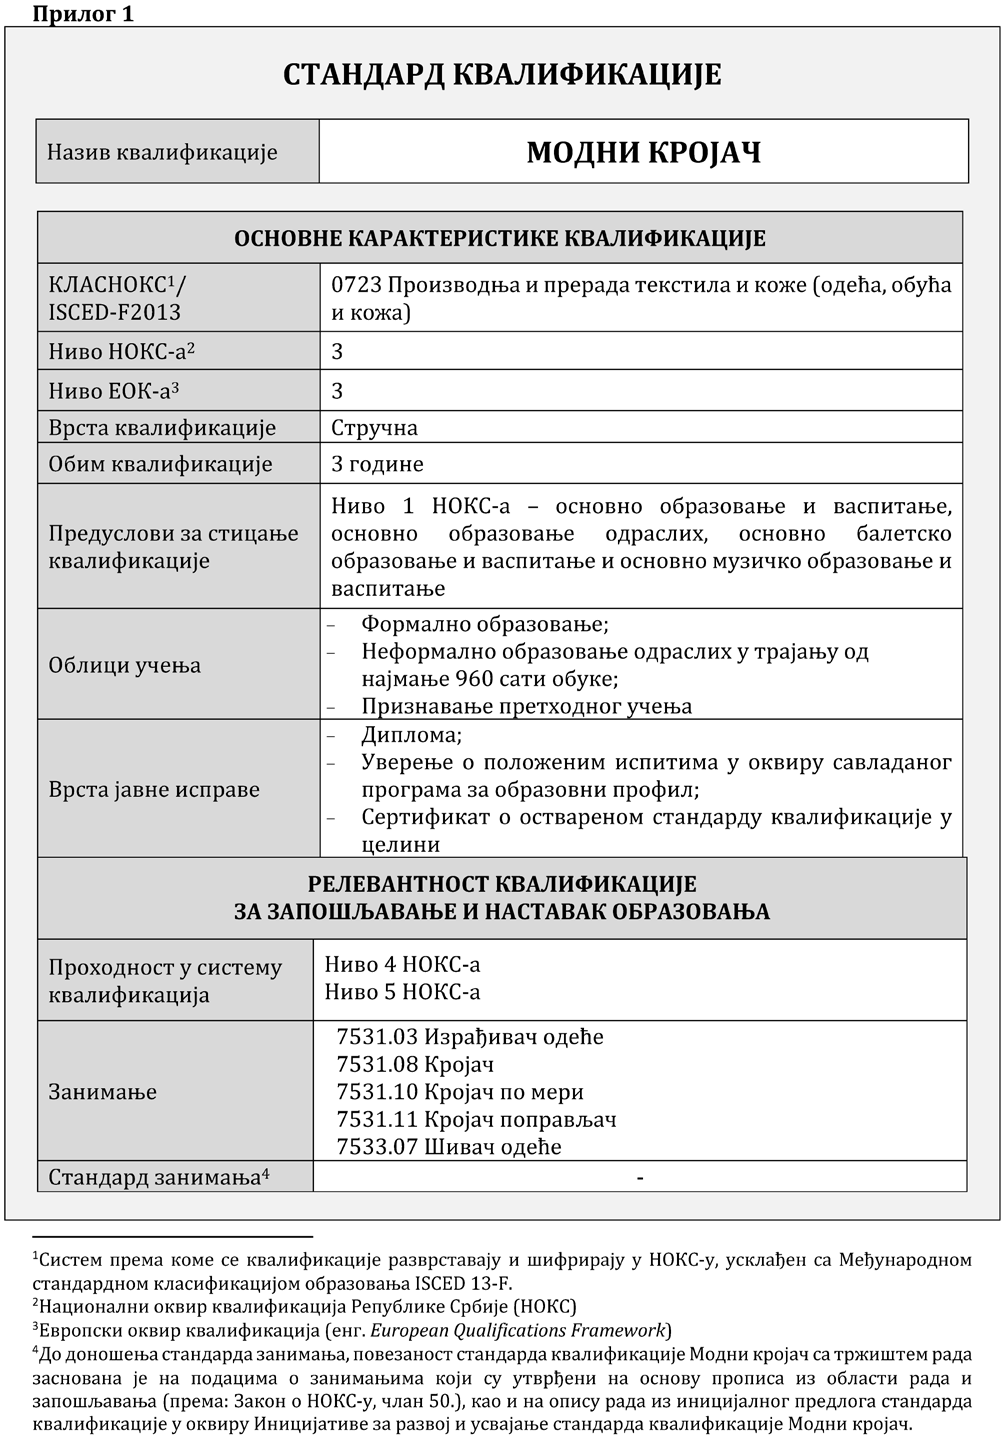 Прилог 1
СТАНДАРД КВАЛИФИКАЦИЈЕ
Назив квалификације
МОДНИ КРОЈАЧ
ОСНОВНЕ КАРАКТЕРИСТИКЕ КВАЛИФИКАЦИЈЕ
КЛАСНОКС¹/
ISCED-F2013
0723 Производња и прерада текстила и коже (одећа, обућа
и кожа)
Ниво НОКС-а²
3
Ниво ЕОК-а³
3
Врста квалификације
Стручна
Обим квалификације
3 године
Предуслови за стицање
квалификације
Ниво 1 НОКС-а – основно образовање и васпитање,
основно образовање одраслих, основно балетско
образовање и васпитање и основно музичко образовање и
васпитање
Облици учења
– Формално образовање;
– Неформално образовање одраслих у трајању од
најмање 960 сати обуке;
– Признавање претходног учења
Врста јавне исправе
– Диплома;
– Уверење о положеним испитима у оквиру савладаног
програма за образовни профил;
– Сертификат о оствареном стандарду квалификације у
целини
РЕЛЕВАНТНОСТ КВАЛИФИКАЦИЈЕ
ЗА ЗАПОШЉАВАЊЕ И НАСТАВАК ОБРАЗОВАЊА
Проходност у систему
квалификација
Ниво 4 НОКС-а
Ниво 5 НОКС-а
Занимање
7531.03 Израђивач одеће
7531.08 Кројач
7531.10 Кројач по мери
7531.11 Кројач поправљач
7533.07 Шивач одеће
Стандард занимања⁴
-
¹Систем према коме се квалификације разврставају и шифрирају у НОКС-у, усклађен са Међународном
стандардном класификацијом образовања ISCED 13-F.
²Национални оквир квалификација Републике Србије (НОКС)
³Европски оквир квалификација (енг. European Qualifications Framework)
⁴До доношења стандарда занимања, повезаност стандарда квалификације Модни кројач са тржиштем рада
заснована је на подацима о занимањима који су утврђени на основу прописа из области рада и
запошљавања (према: Закон о НОКС-у, члан 50.), као и на опису рада из иницијалног предлога стандарда
квалификације у оквиру Иницијативе за развој и усвајање стандарда квалификације Модни кројач.